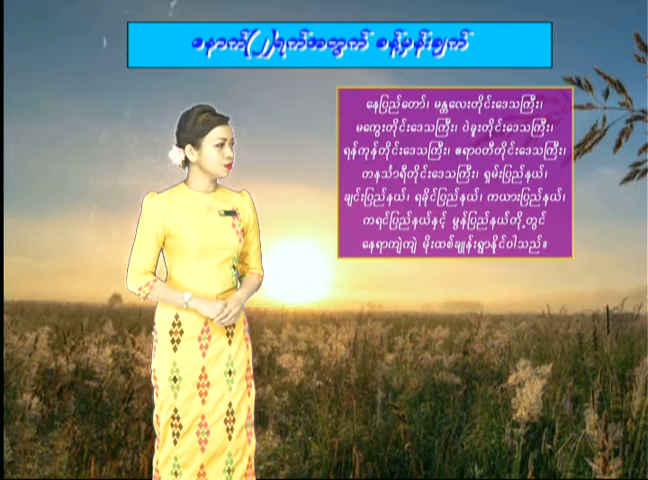 နောက်(၂)ရက်အတွက် ခန့်မှန်းချက်
နေပြည်တော်၊ မန္တလေးတိုင်းဒေသကြီး၊
မကွေးတိုင်းဒေသကြီး၊ ပဲခူးတိုင်းဒေသကြီး၊
ရန်ကုန်တိုင်းဒေသကြီး၊ ဧရာဝတီတိုင်းဒေသကြီး၊
တနင်္သာရီတိုင်းဒေသကြီး၊ ရှမ်းပြည်နယ်၊
ချင်းပြည်နယ်၊ ရခိုင်ပြည်နယ်၊ ကယားပြည်နယ်၊
ကရင်ပြည်နယ်နှင့် မွန်ပြည်နယ်တို့တွင်
နေရာကျဲကျဲ မိုးထစ်ချုန်းရွာနိုင်ပါသည်။